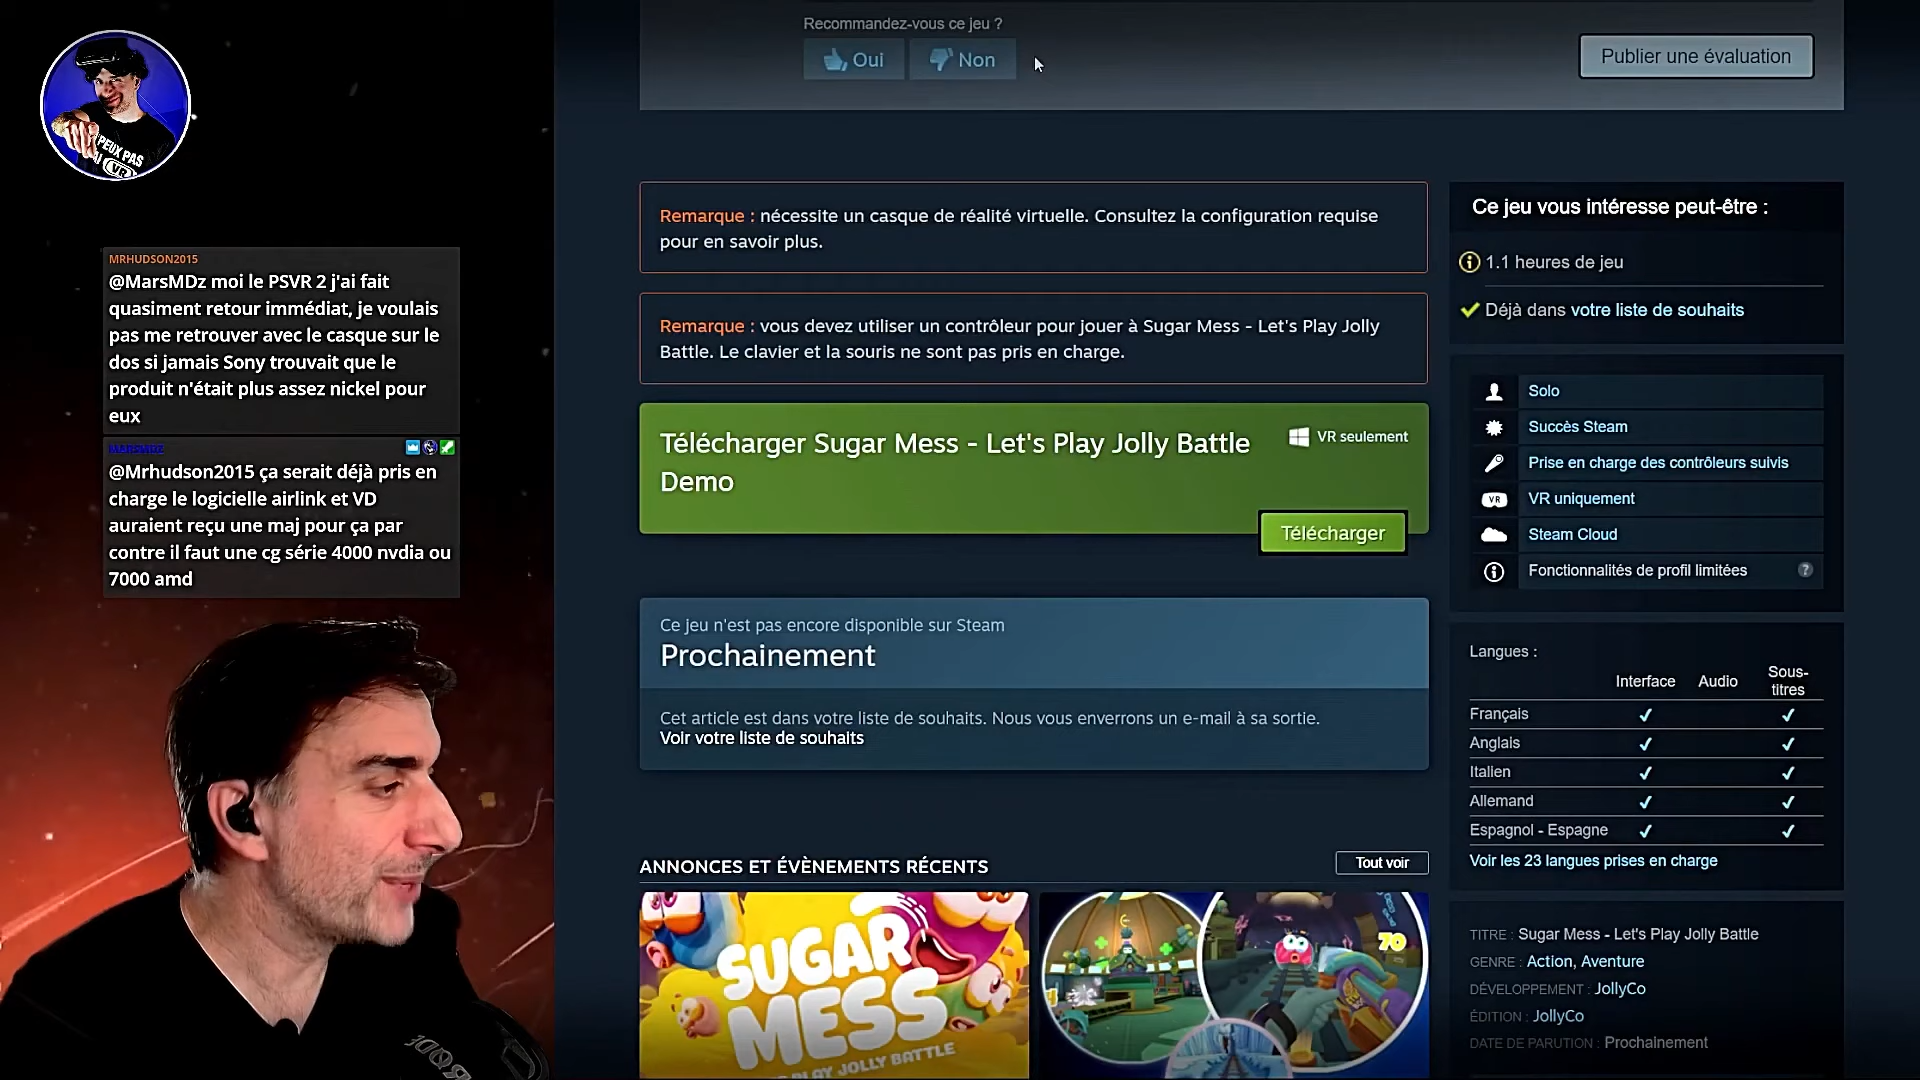 PEUX PAS
VR
MRHUDSON2015
@MarsMDz moi le PSVR 2 j'ai fait
quasiment retour immédiat, je voulais
pas me retrouver avec le casque sur le
dos si jamais Sony trouvait que le
produit n'était plus assez nickel pour
eux
MARSMDZ
@Mrhudson2015 ça serait déjà pris en
charge le logicielle airlink et VD
auraient reçu une maj pour ça par
contre il faut une cg série 4000 nvdia ou
7000 amd
Recommandez-vous ce jeu ?
Oui
Non
Publier une évaluation
Remarque : nécessite un casque de réalité virtuelle. Consultez la configuration requise
pour en savoir plus.
Remarque : vous devez utiliser un contrôleur pour jouer à Sugar Mess - Let's Play Jolly
Battle. Le clavier et la souris ne sont pas pris en charge.
Télécharger Sugar Mess - Let's Play Jolly Battle
Demo
VR seulement
Télécharger
Ce jeu n'est pas encore disponible sur Steam
Prochainement
Cet article est dans votre liste de souhaits. Nous vous enverrons un e-mail à sa sortie.
Voir votre liste de souhaits
ANNONCES ET ÉVÈNEMENTS RÉCENTS
Tout voir
SUGAR
MESS
PLAY JOLLY BATTLE
70
Ce jeu vous intéresse peut-être :
1.1 heures de jeu
Déjà dans votre liste de souhaits
Solo
Succès Steam
Prise en charge des contrôleurs suivis
VR
VR uniquement
Steam Cloud
Fonctionnalités de profil limitées
?
Langues :
Interface
Audio
Sous-
titres
Français
Anglais
Italien
Allemand
Espagnol - Espagne
Voir les 23 langues prises en charge
TITRE : Sugar Mess - Let's Play Jolly Battle
GENRE : Action, Aventure
DÉVELOPPEMENT : JollyCo
ÉDITION : JollyCo
DATE DE PARUTION : Prochainement